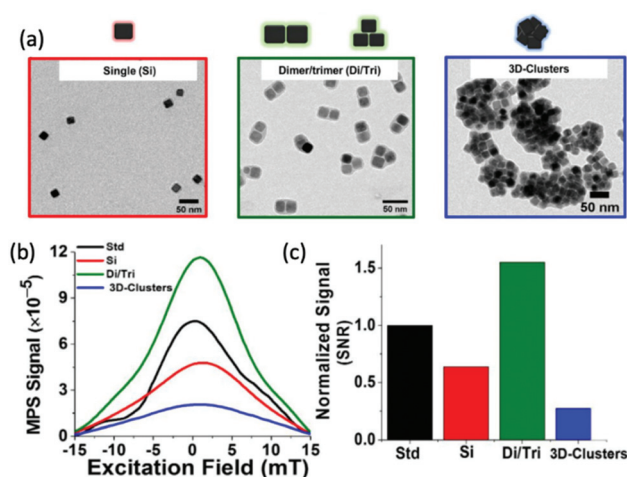 (a)
Single (Si)
50 nm
Dimer/trimer (Di/Tri)
50 nm
3D-Clusters
50 nm
(b)
Std
Si
Di/Tri
3D-Clusters
MPS Signal (×10⁻⁵)
12
9
6
3
0
-15 -10 -5 0 5 10 15
Excitation Field (mT)
(c)
Normalized Signal
(SNR)
1.5
1.0
0.5
0.0
Std Si Di/Tri 3D-Clusters